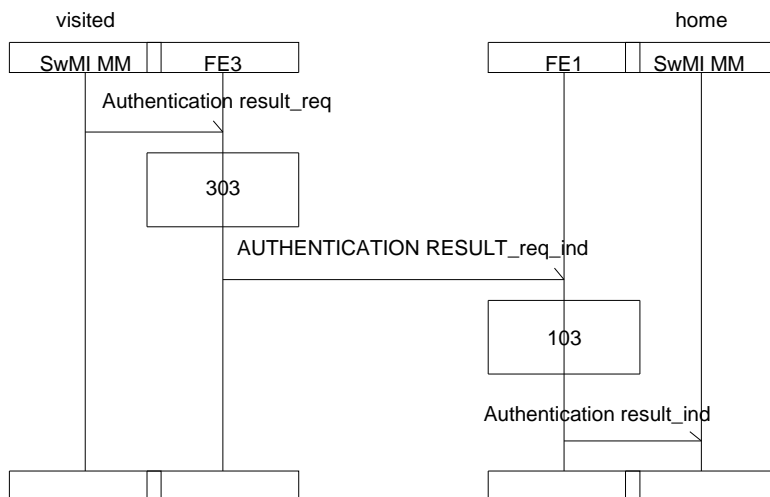 visited home
SwMI MM FE3 FE1 SwMI MM
Authentication result_req
303
AUTHENTICATION RESULT_req_ind
103
Authentication result_ind